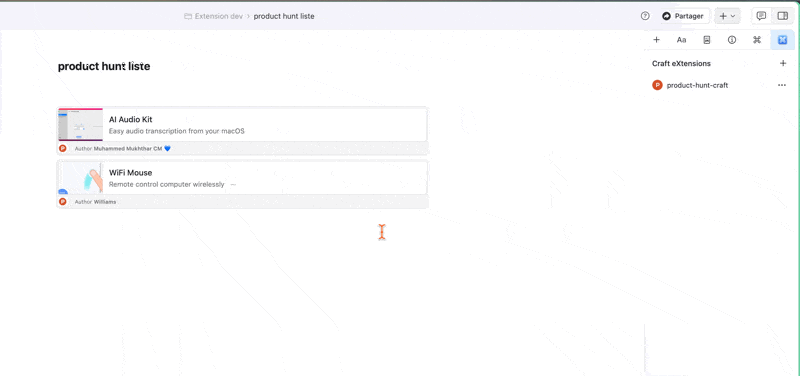 Extension dev › product hunt liste
Partager
Aa
product hunt liste
Craft eXtensions
product-hunt-craft
AI Audio Kit
Easy audio transcription from your macOS
P Author Muhammed Mukhthar CM 💙
WiFi Mouse
Remote control computer wirelessly
P Author Williams